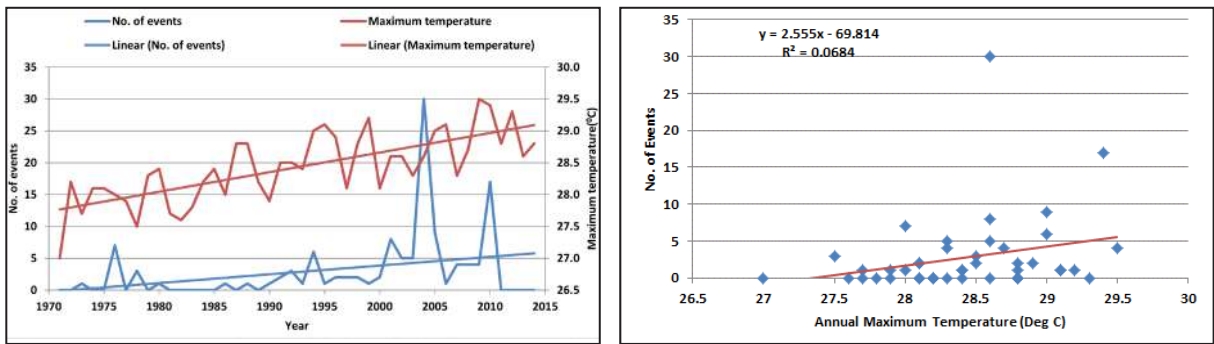 No. of events
Maximum temperature
Linear (No. of events)
Linear (Maximum temperature)
No. of events
35
30
25
20
15
10
5
0
Maximum temperature(°C)
30.0
29.5
29.0
28.5
28.0
27.5
27.0
26.5
1970 1975 1980 1985 1990 1995 2000 2005 2010 2015
Year
y = 2.555x - 69.814
R² = 0.0684
No. of Events
35
30
25
20
15
10
5
0
26.5 27 27.5 28 28.5 29 29.5 30
Annual Maximum Temperature (Deg C)